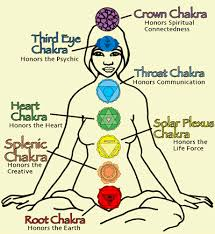 Crown Chakra
Honors Spiritual
Connectedness
Third Eye
Chakra
Honors the Psychic
Throat Chakra
Honors Communication
Heart
Chakra
Honors the Heart
Solar Plexus
Chakra
Honors the
Life Force
Splenic
Chakra
Honors the
Creative
Root Chakra
Honors the Earth